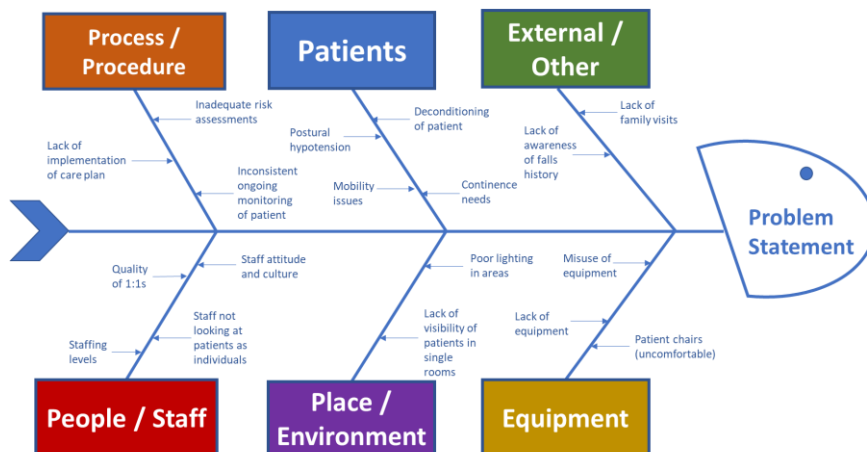 Process /
Procedure
Patients
External /
Other
Inadequate risk
assessments
Lack of
implementation
of care plan
Inconsistent
ongoing
monitoring
of patient
Deconditioning
of patient
Postural
hypotension
Mobility
issues
Continence
needs
Lack of
family visits
Lack of
awareness
of falls
history
Problem
Statement
Quality
of 1:1s
Staff attitude
and culture
Staffing
levels
Staff not
looking at
patients as
individuals
Poor lighting
in areas
Lack of
visibility of
patients in
single
rooms
Misuse of
equipment
Lack of
equipment
Patient chairs
(uncomfortable)
People / Staff
Place /
Environment
Equipment